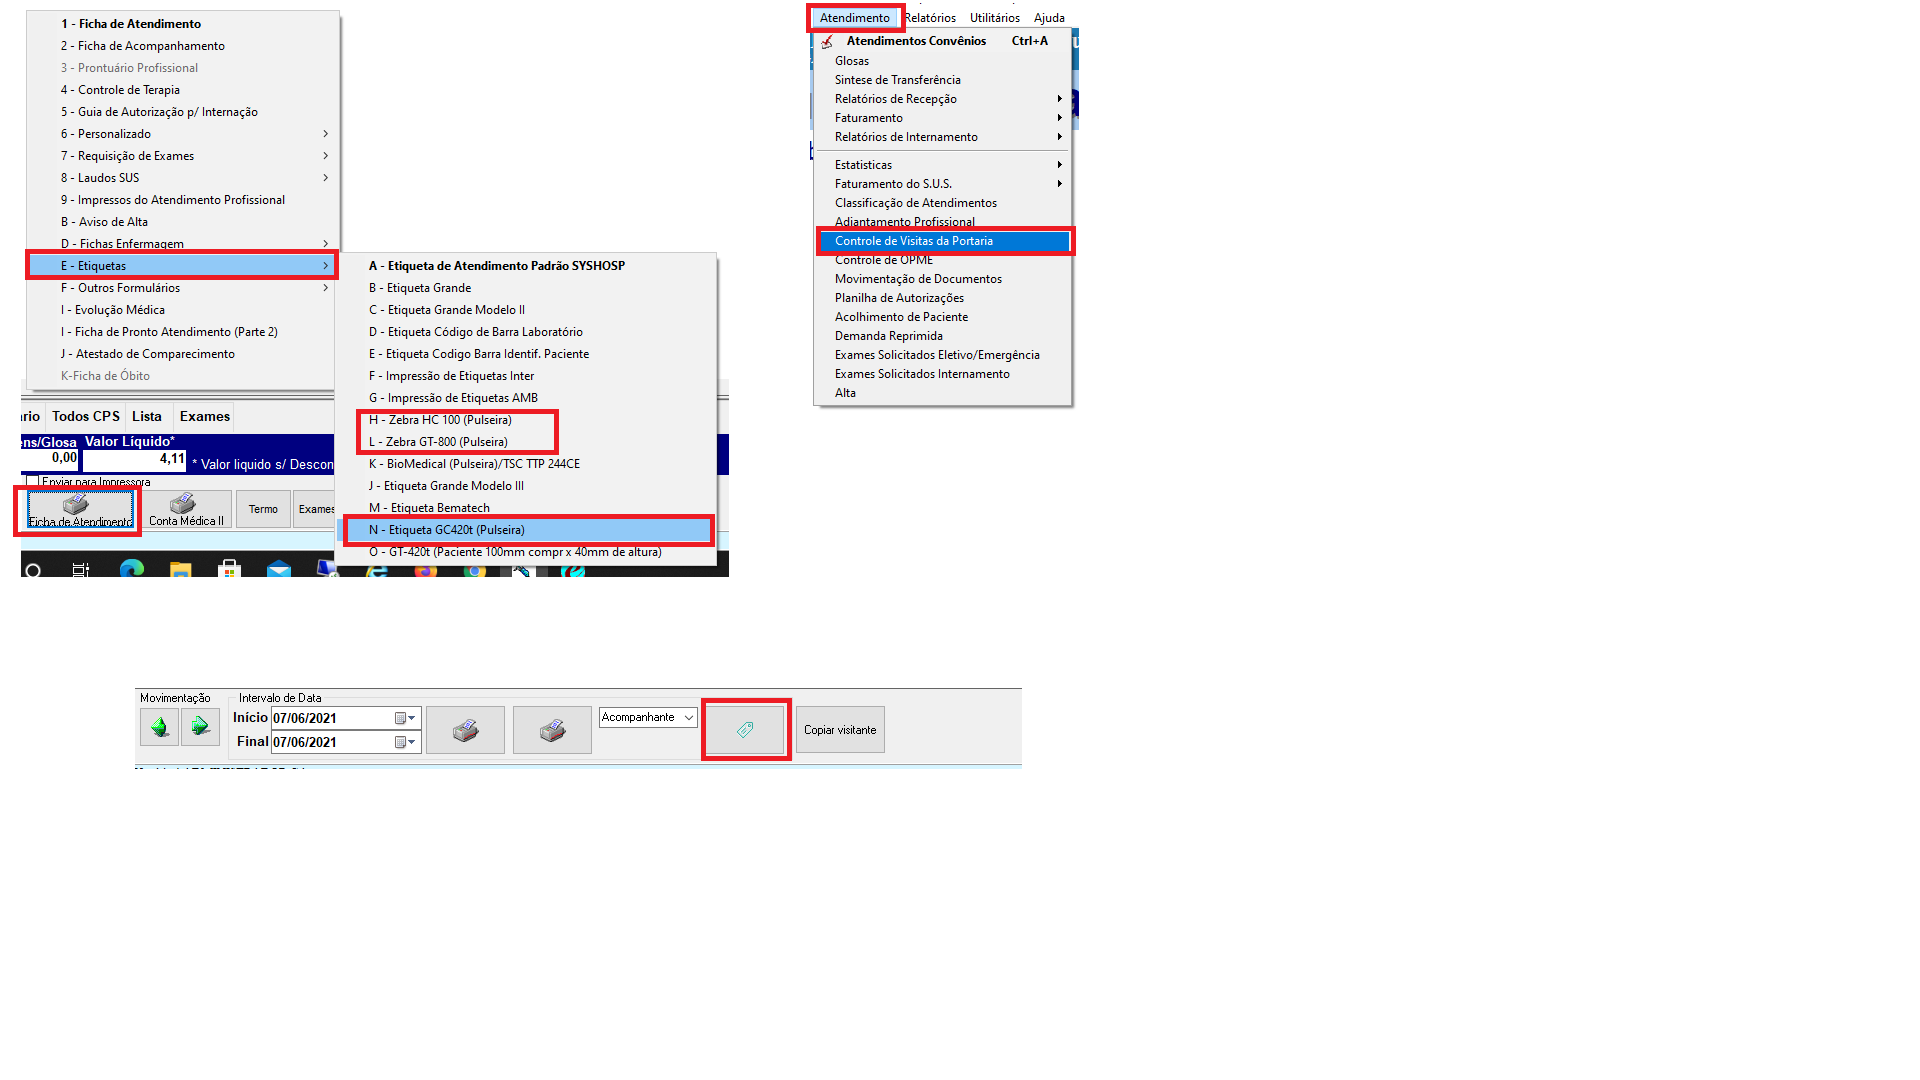 1 - Ficha de Atendimento
2 - Ficha de Acompanhamento
3 - Prontuário Profissional
4 - Controle de Terapia
5 - Guia de Autorização p/ Internação
6 - Personalizado
7 - Requisição de Exames
8 - Laudos SUS
9 - Impressos do Atendimento Profissional
B - Aviso de Alta
D - Fichas Enfermagem
E - Etiquetas
F - Outros Formulários
I - Evolução Médica
I - Ficha de Pronto Atendimento (Parte 2)
J - Atestado de Comparecimento
K-Ficha de Óbito
A - Etiqueta de Atendimento Padrão SYSHOSP
B - Etiqueta Grande
C - Etiqueta Grande Modelo II
D - Etiqueta Código de Barra Laboratório
E - Etiqueta Codigo Barra Identif. Paciente
F - Impressão de Etiquetas Inter
G - Impressão de Etiquetas AMB
H - Zebra HC 100 (Pulseira)
L - Zebra GT-800 (Pulseira)
K - BioMedical (Pulseira)/TSC TTP 244CE
J - Etiqueta Grande Modelo III
M - Etiqueta Bematech
N - Etiqueta GC420t (Pulseira)
O - GT-420t (Paciente 100mm compr x 40mm de altura)
ário Todos CPS Lista Exames
ens/Glosa Valor Líquido*
0,00 4,11 * Valor liquido s/ Descon
Enviar para Impressora
Ficha de Atendimento Conta Médica II Termo Exames
Atendimento Relatórios Utilitários Ajuda
Atendimentos Convênios Ctrl+A
Glosas
Sintese de Transferência
Relatórios de Recepção
Faturamento
Relatórios de Internamento
Estatisticas
Faturamento do S.U.S.
Classificação de Atendimentos
Adiantamento Profissional
Controle de Visitas da Portaria
Controle de OPME
Movimentação de Documentos
Planilha de Autorizações
Acolhimento de Paciente
Demanda Reprimida
Exames Solicitados Eletivo/Emergência
Exames Solicitados Internamento
Alta
Movimentação Intervalo de Data
Início 07/06/2021
Final 07/06/2021
Acompanhante
Copiar visitante